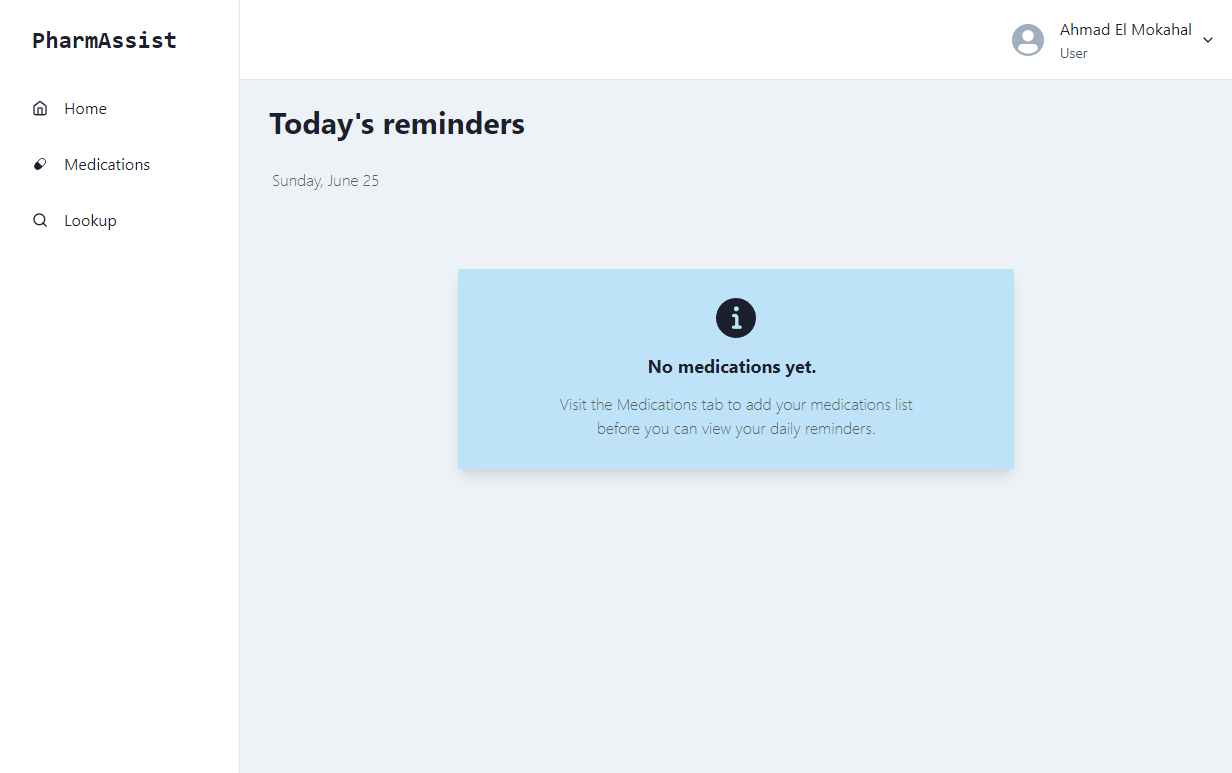 PharmAssist
Ahmad El Mokahal
User
Home
Medications
Lookup
Today's reminders
Sunday, June 25
No medications yet.
Visit the Medications tab to add your medications list
before you can view your daily reminders.